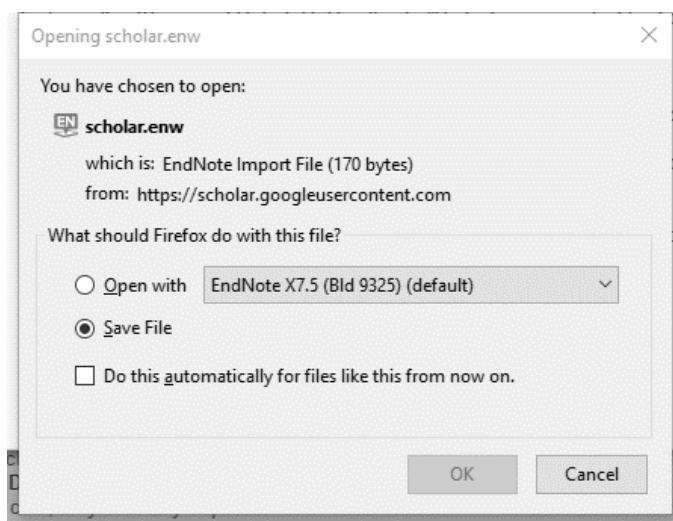 Opening scholar.enw
You have chosen to open:
EN scholar.enw
which is: EndNote Import File (170 bytes)
from: https://scholar.googleusercontent.com
What should Firefox do with this file?
Open with EndNote X7.5 (Bld 9325) (default)
Save File
Do this automatically for files like this from now on.
OK Cancel